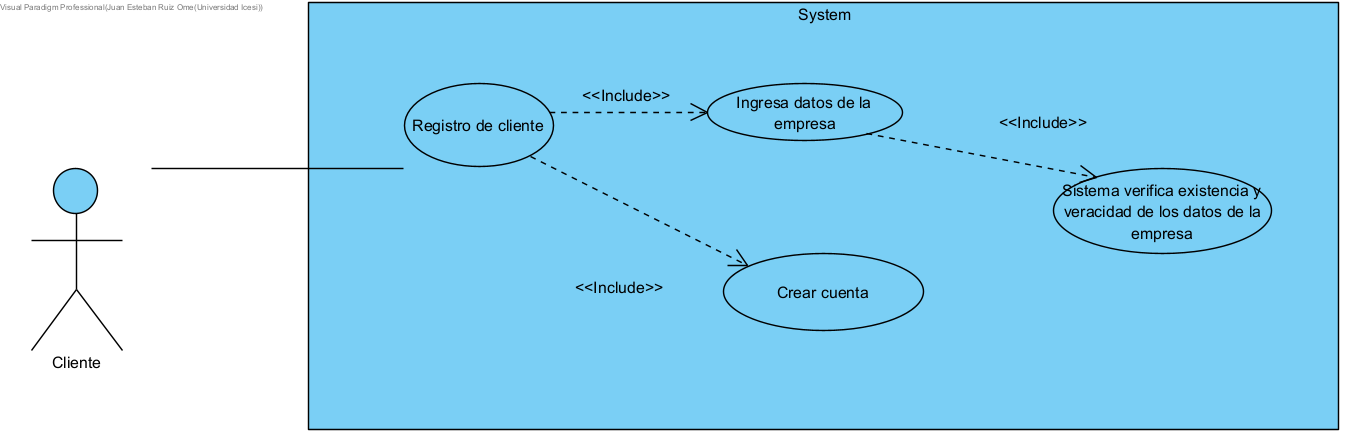 Visual Paradigm Professional(Juan Esteban Ruiz Ome(Universidad Icesi))
System
<<Include>>
Ingresa datos de la
empresa
<<Include>>
Registro de cliente
Sistema verifica existencia y
veracidad de los datos de la
empresa
<<Include>>
Crear cuenta
Cliente